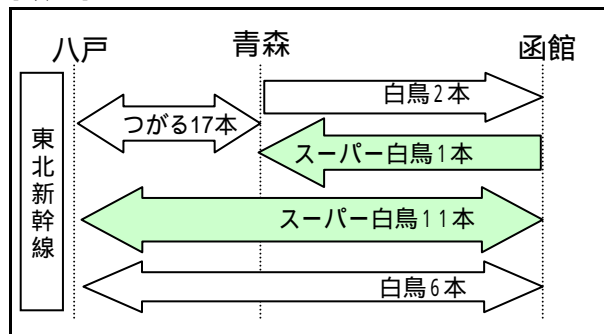 八戸
青森
函館
白鳥2本
つがる17本
スーパー白鳥1本
東北新幹線
スーパー白鳥11本
白鳥6本